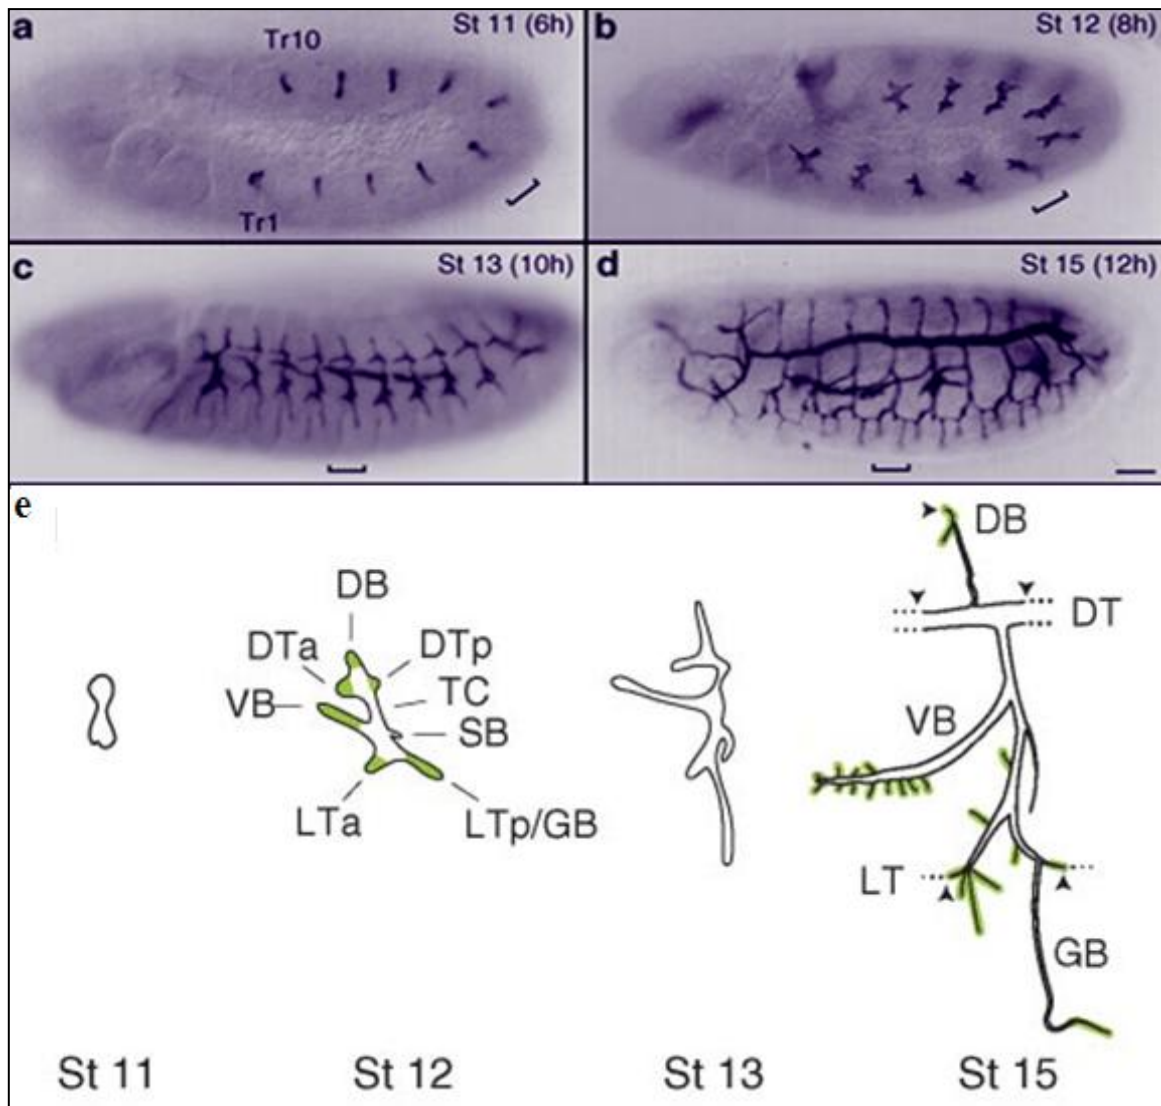 a
St 11 (6h)
Tr10
Tr1
b
St 12 (8h)
c
St 13 (10h)
d
St 15 (12h)
e
DB
DTa
DTp
VB
TC
SB
LTa
LTp/GB
DB
DT
VB
LT
GB
St 11
St 12
St 13
St 15